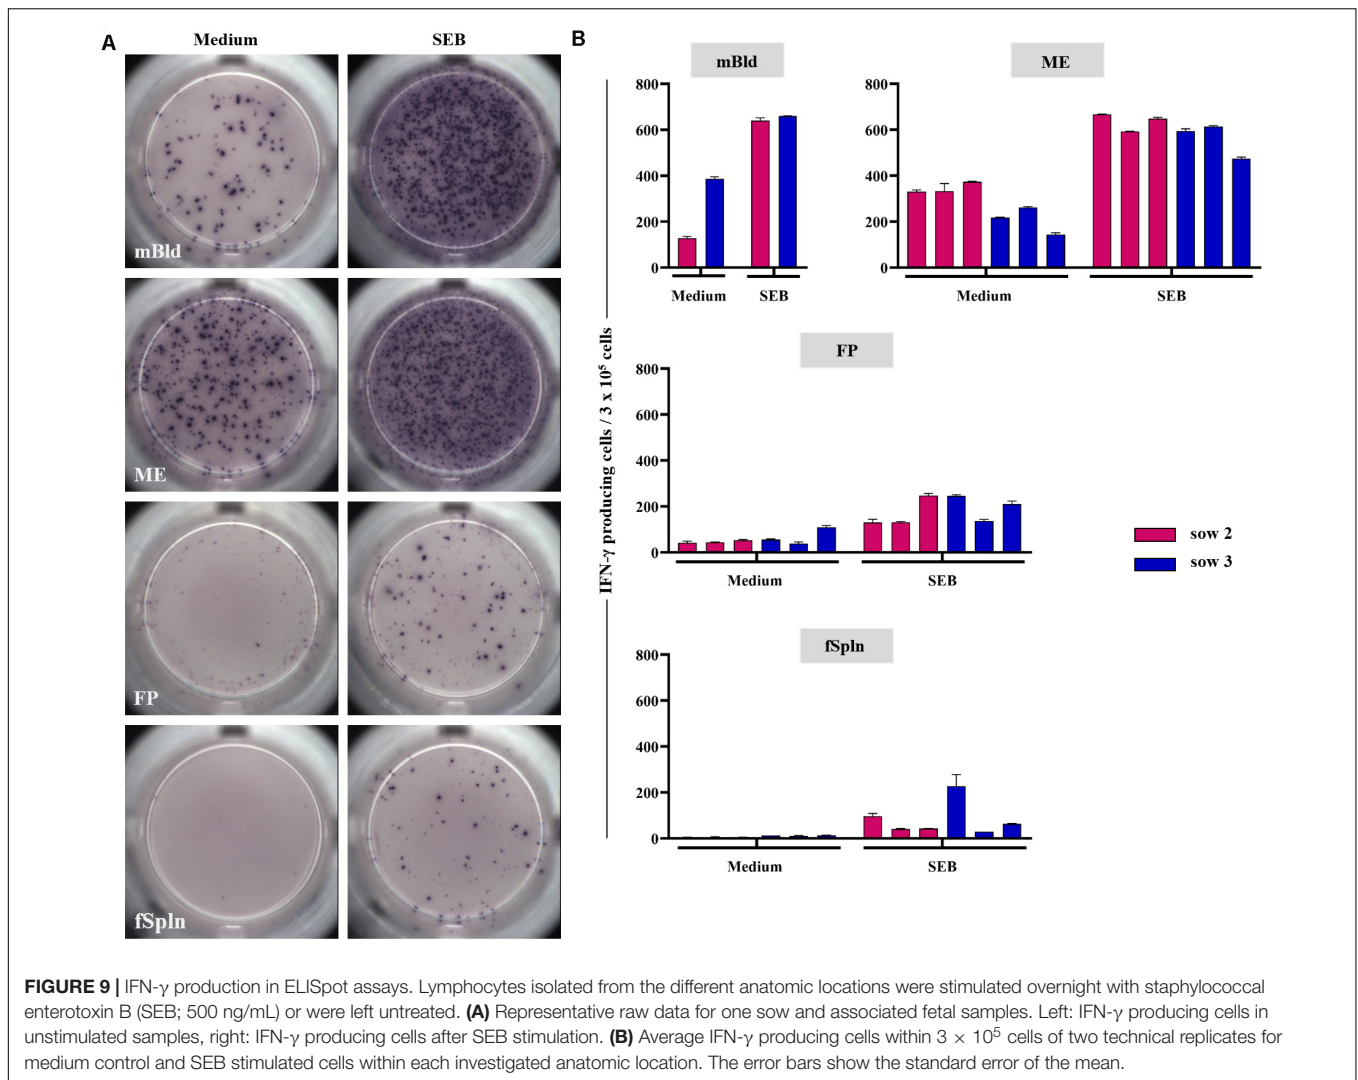 A
Medium
SEB
mBld
ME
FP
fSpln
B
IFN-γ producing cells / 3 x 10⁵ cells
mBld
800
600
400
200
0
Medium
SEB
ME
800
600
400
200
0
Medium
SEB
FP
800
600
400
200
0
Medium
SEB
sow 2
sow 3
fSpln
800
600
400
200
0
Medium
SEB
FIGURE 9 | IFN-γ production in ELISpot assays. Lymphocytes isolated from the different anatomic locations were stimulated overnight with staphylococcal
enterotoxin B (SEB; 500 ng/mL) or were left untreated. (A) Representative raw data for one sow and associated fetal samples. Left: IFN-γ producing cells in
unstimulated samples, right: IFN-γ producing cells after SEB stimulation. (B) Average IFN-γ producing cells within 3 × 10⁵ cells of two technical replicates for
medium control and SEB stimulated cells within each investigated anatomic location. The error bars show the standard error of the mean.